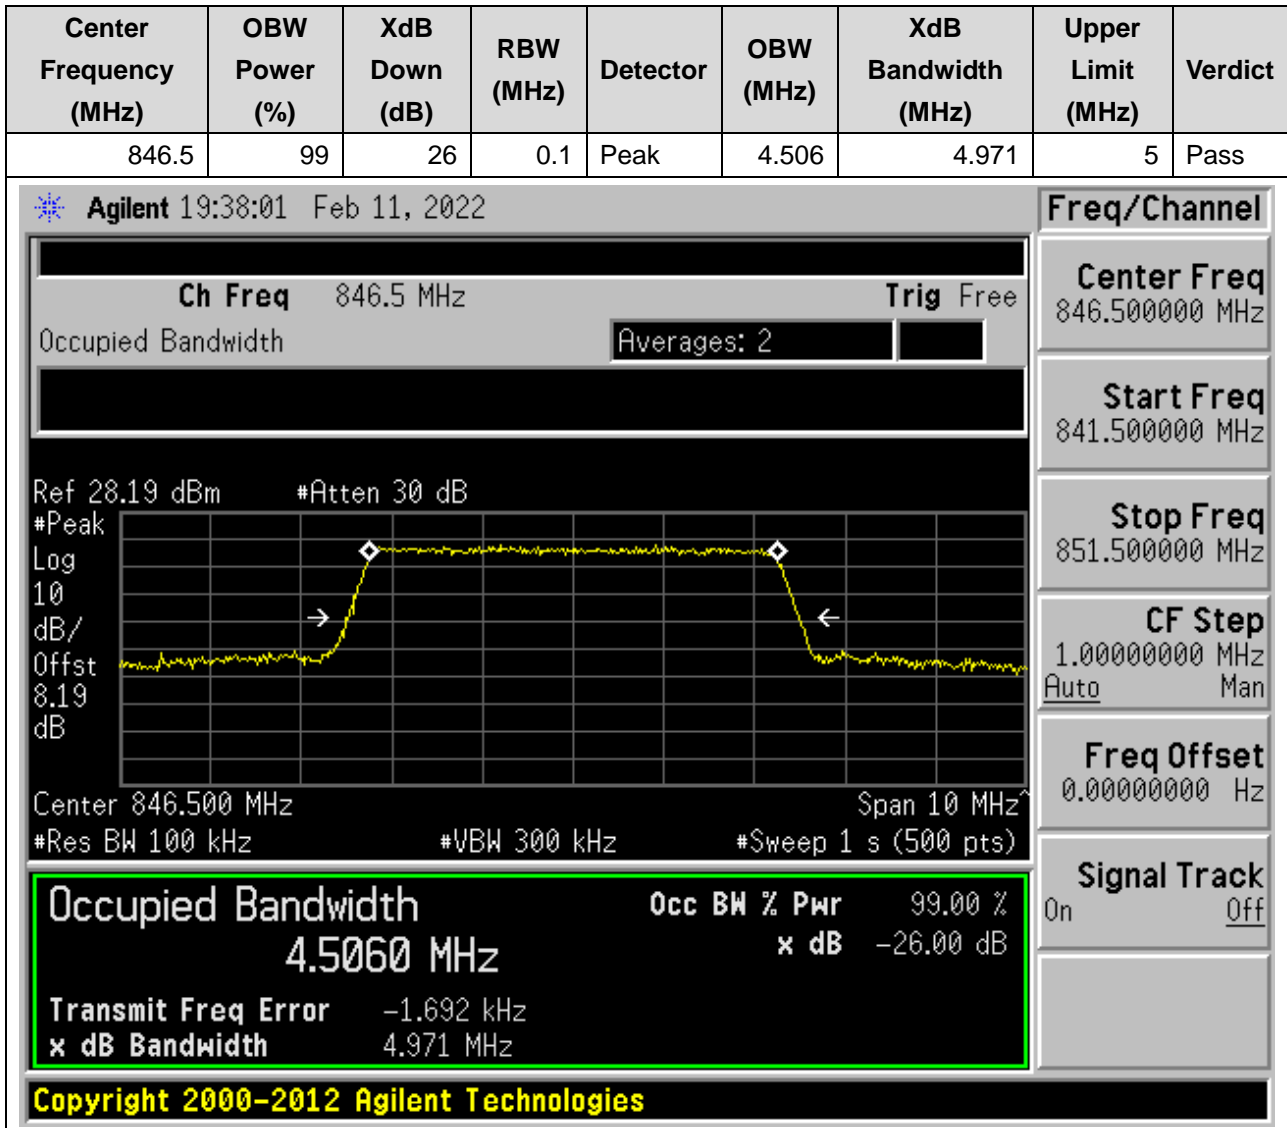 Center Frequency (MHz) OBW Power (%) XdB Down (dB) RBW (MHz) Detector OBW (MHz) XdB Bandwidth (MHz) Upper Limit (MHz) Verdict
846.5 99 26 0.1 Peak 4.506 4.971 5 Pass
Agilent 19:38:01 Feb 11, 2022
Freq/Channel
Ch Freq 846.5 MHz Trig Free
Occupied Bandwidth Averages: 2
Center Freq
846.500000 MHz
Start Freq
841.500000 MHz
Stop Freq
851.500000 MHz
CF Step
1.00000000 MHz
Auto Man
Freq Offset
0.00000000 Hz
Signal Track
On Off
Ref 28.19 dBm #Atten 30 dB
#Peak
Log
10
dB/
Offst
8.19
dB
Center 846.500 MHz Span 10 MHz^
#Res BW 100 kHz #VBW 300 kHz #Sweep 1 s (500 pts)
Occupied Bandwidth Occ BW % Pwr 99.00 %
4.5060 MHz x dB -26.00 dB
Transmit Freq Error -1.692 kHz
x dB Bandwidth 4.971 MHz
Copyright 2000-2012 Agilent Technologies